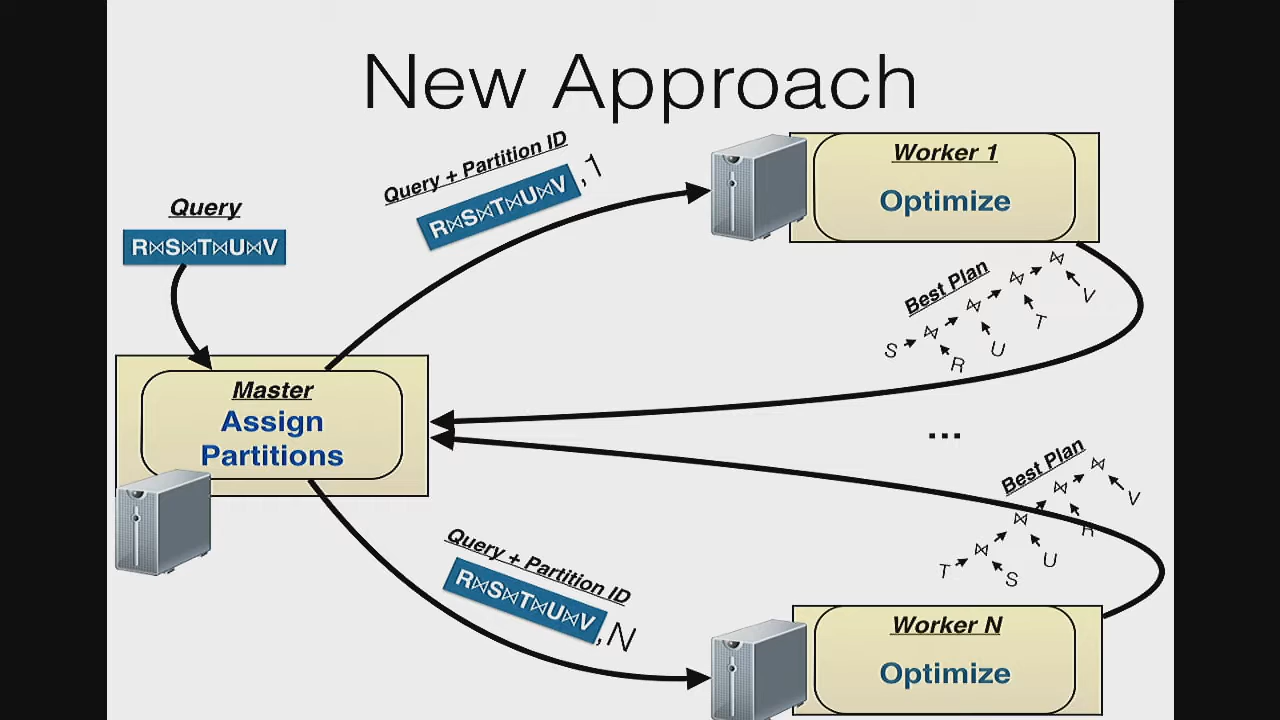 New Approach
Query
R⋈S⋈T⋈U⋈V
Query + Partition ID
R⋈S⋈T⋈U⋈V ,1
Worker 1
Optimize
Best Plan
S ⋈ ⋈ ⋈ ⋈
R U T V
Master
Assign
Partitions
...
Best Plan
T ⋈ ⋈ ⋈ ⋈
S U R V
Query + Partition ID
R⋈S⋈T⋈U⋈V ,N
Worker N
Optimize